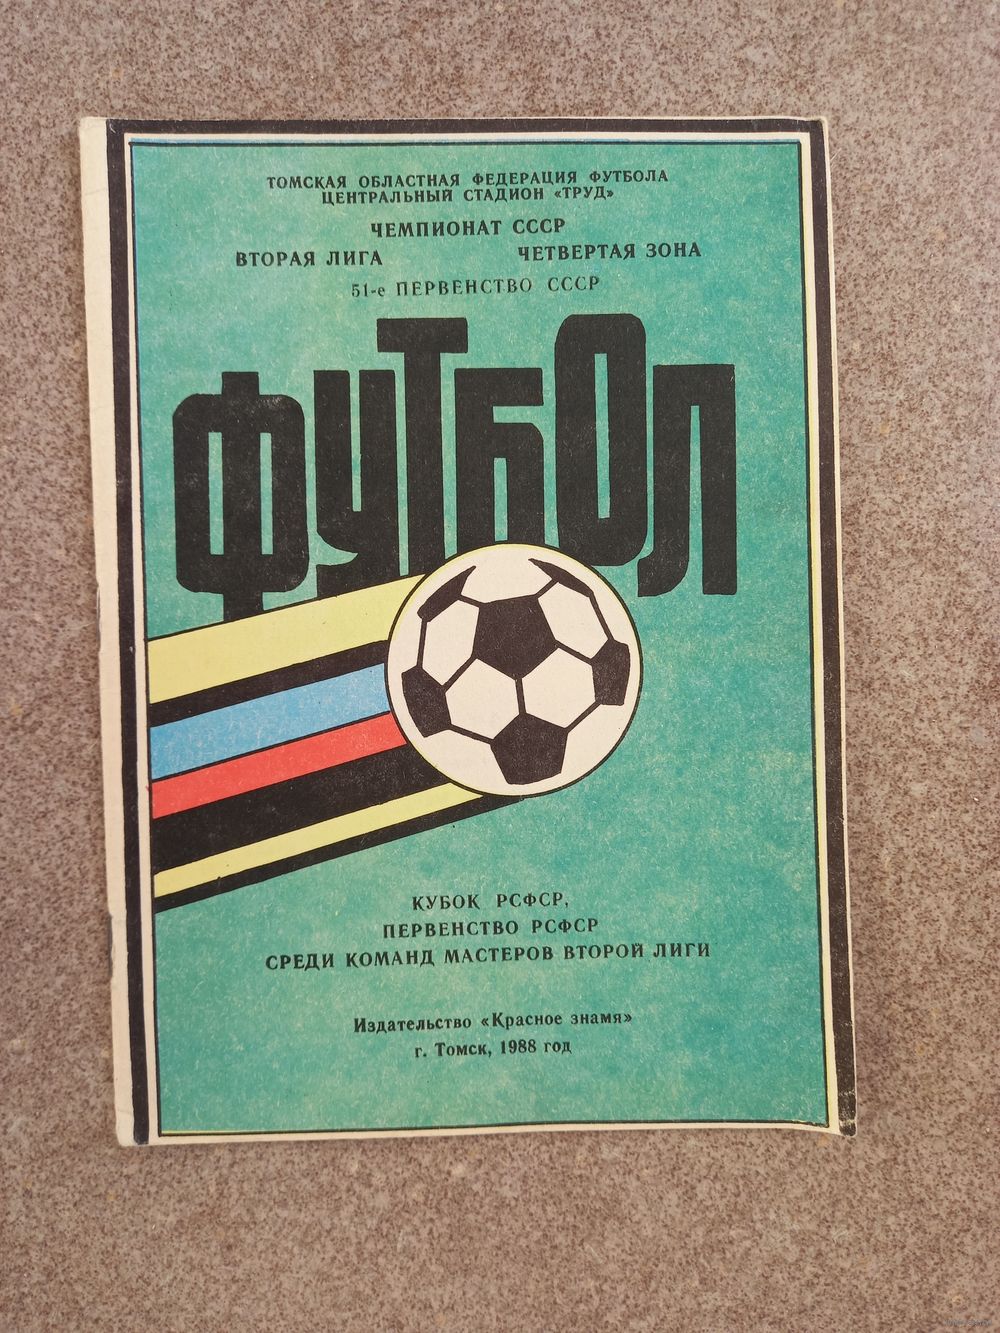 ТОМСКАЯ ОБЛАСТНАЯ ФЕДЕРАЦИЯ ФУТБОЛА
ЦЕНТРАЛЬНЫЙ СТАДИОН «ТРУД»
ЧЕМПИОНАТ СССР
ВТОРАЯ ЛИГА ЧЕТВЕРТАЯ ЗОНА
51-е ПЕРВЕНСТВО СССР
ФУТБОЛ
КУБОК РСФСР,
ПЕРВЕНСТВО РСФСР
СРЕДИ КОМАНД МАСТЕРОВ ВТОРОЙ ЛИГИ
Издательство «Красное знамя»
г. Томск, 1988 год